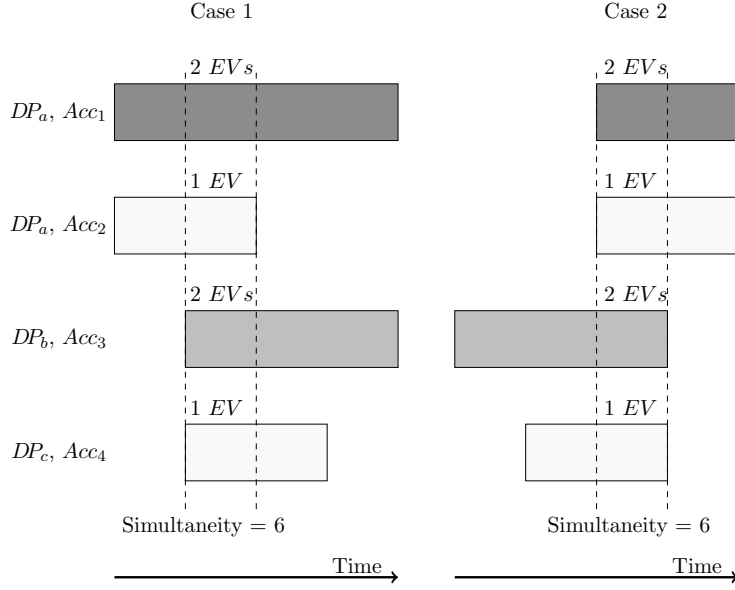 Case 1 Case 2
2 EVs 2 EVs
DPa, Acc1
1 EV 1 EV
DPa, Acc2
2 EVs 2 EVs
DPb, Acc3
1 EV 1 EV
DPc, Acc4
Simultaneity = 6 Simultaneity = 6
Time Time